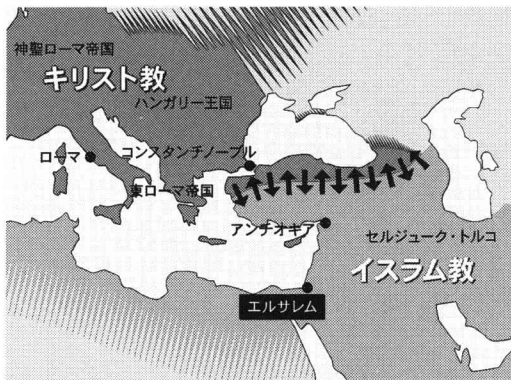 神聖ローマ帝国
キリスト教
ハンガリー王国
ローマ
コンスタンチノープル
東ローマ帝国
アンチオキア
セルジューク・トルコ
イスラム教
エルサレム